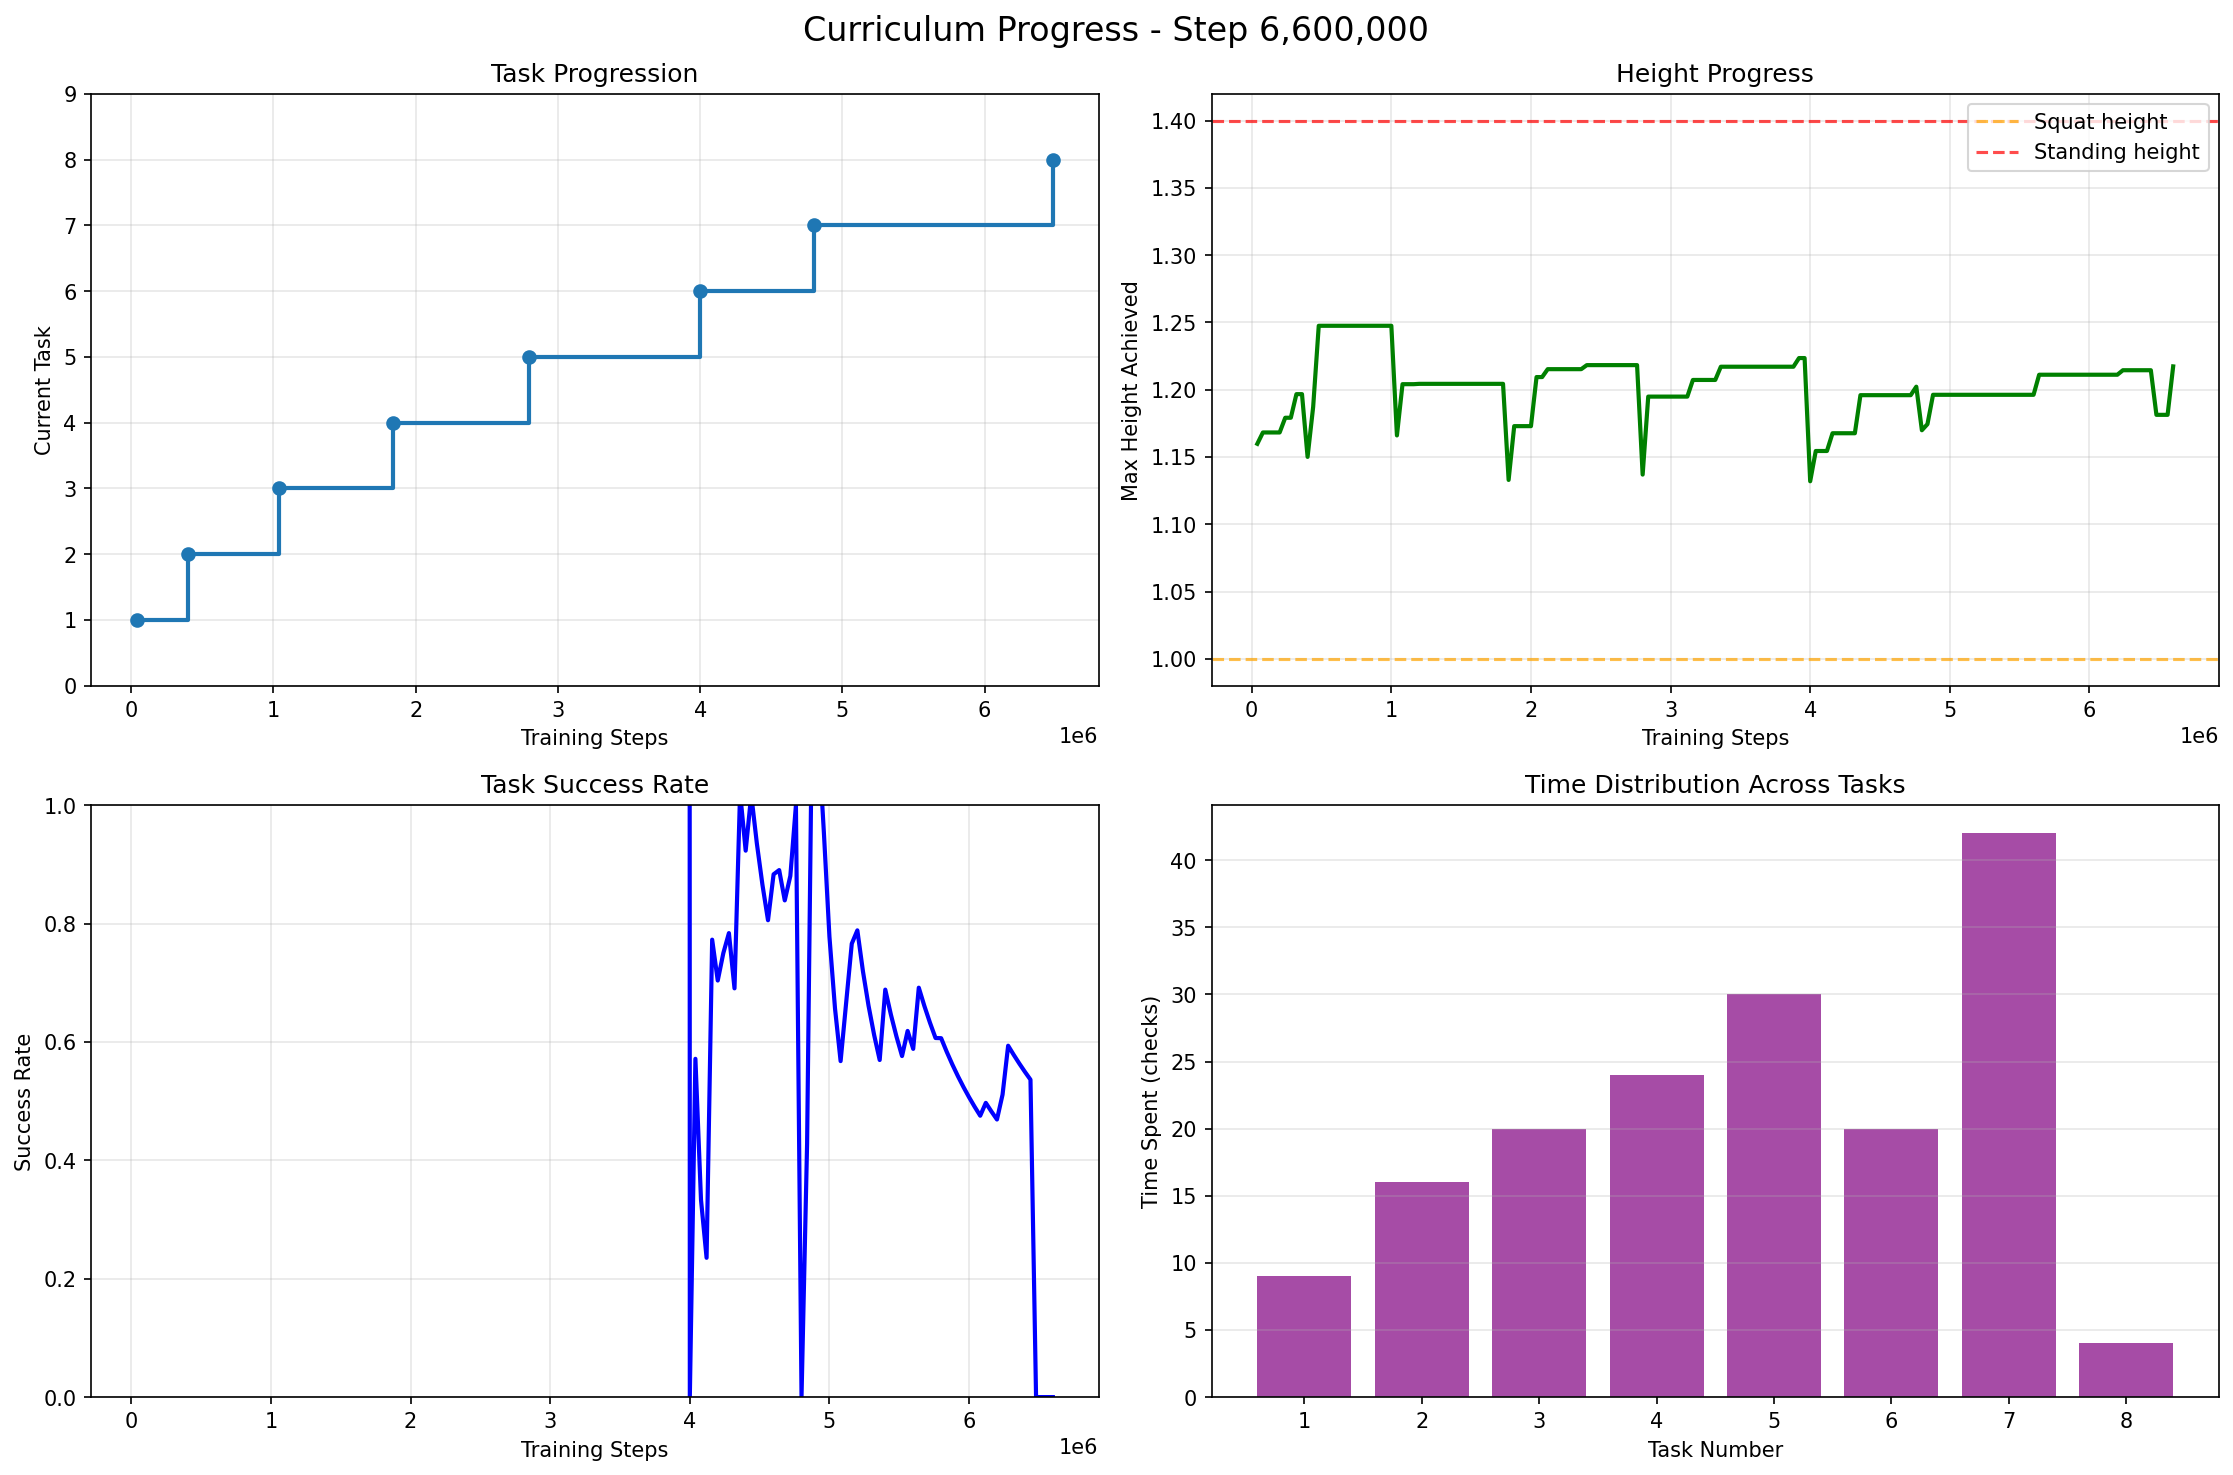 Curriculum Progress - Step 6,600,000
Task Progression
9
8
7
6
5
4
3
2
1
0
Current Task
0 1 2 3 4 5 6
1e6
Training Steps
Height Progress
1.40
1.35
1.30
1.25
1.20
1.15
1.10
1.05
1.00
Max Height Achieved
Squat height
Standing height
0 1 2 3 4 5 6
1e6
Training Steps
Task Success Rate
1.0
0.8
0.6
0.4
0.2
0.0
Success Rate
0 1 2 3 4 5 6
1e6
Training Steps
Time Distribution Across Tasks
40
35
30
25
20
15
10
5
0
Time Spent (checks)
1 2 3 4 5 6 7 8
Task Number